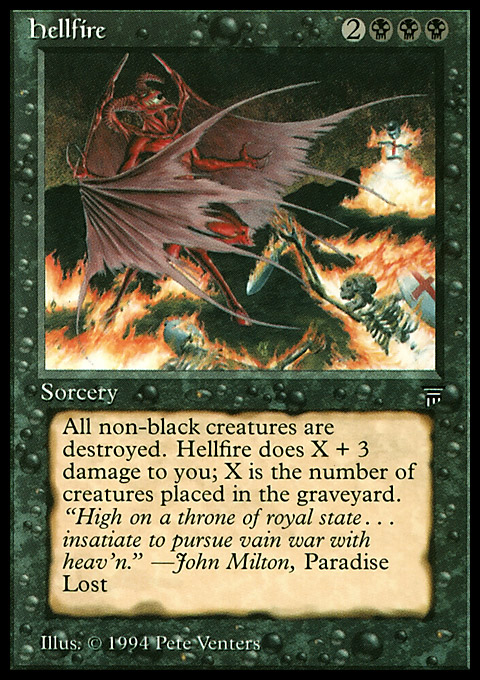 Hellfire 2
Sorcery
All non-black creatures are
destroyed. Hellfire does X + 3
damage to you; X is the number of
creatures placed in the graveyard.
“High on a throne of royal state . . .
insatiate to pursue vain war with
heav’n.” —John Milton, Paradise
Lost
Illus: © 1994 Pete Venters